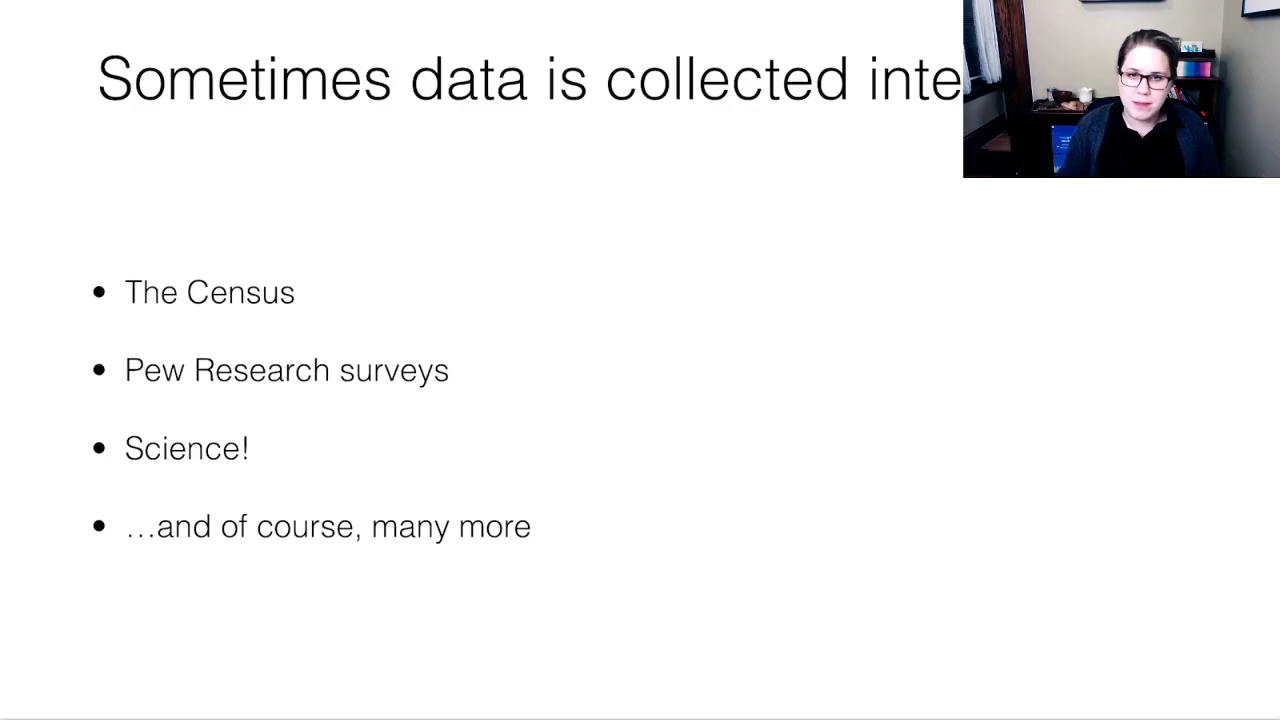 Sometimes data is collected inte
• The Census
• Pew Research surveys
• Science!
• …and of course, many more